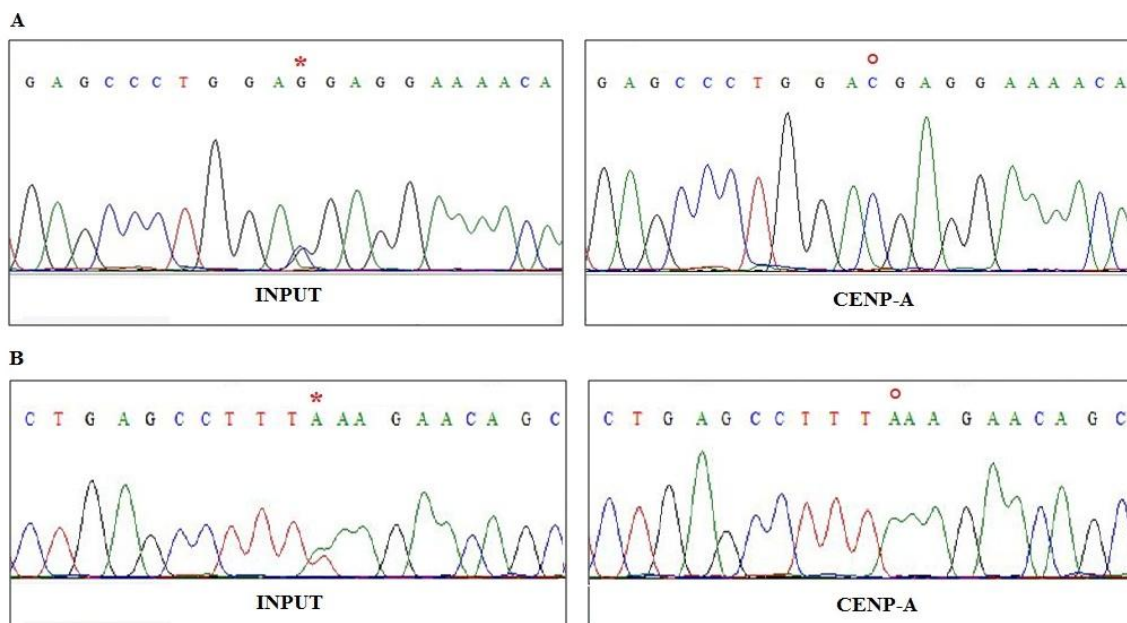 A
* °
G A G C C C T G G A G G A G G A A A A C A G A G C C C T G G A C G A G G A A A A C A
INPUT CENP-A
B
* °
C T G A G C C T T T A A A G A A C A G C C T G A G C C T T T A A A G A A C A G C
INPUT CENP-A